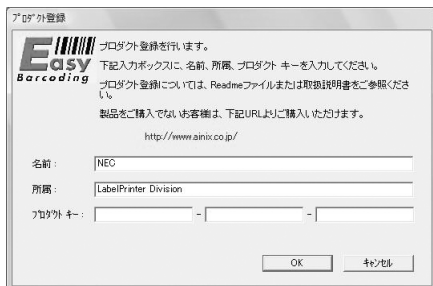 プロダクト登録
Easy
Barcoding
プロダクト登録を行います。
下記入力ボックスに、名前、所属、プロダクト キーを入力してください。
プロダクト登録については、Readmeファイルまたは取扱説明書をご参照くださ
い。
製品をご購入でないお客様は、下記URLよりご購入いただけます。
http://www.ainix.co.jp/
名前：
NEC
所属：
LabelPrinter Division
プロダクト キー：
-
-
OK
キャンセル